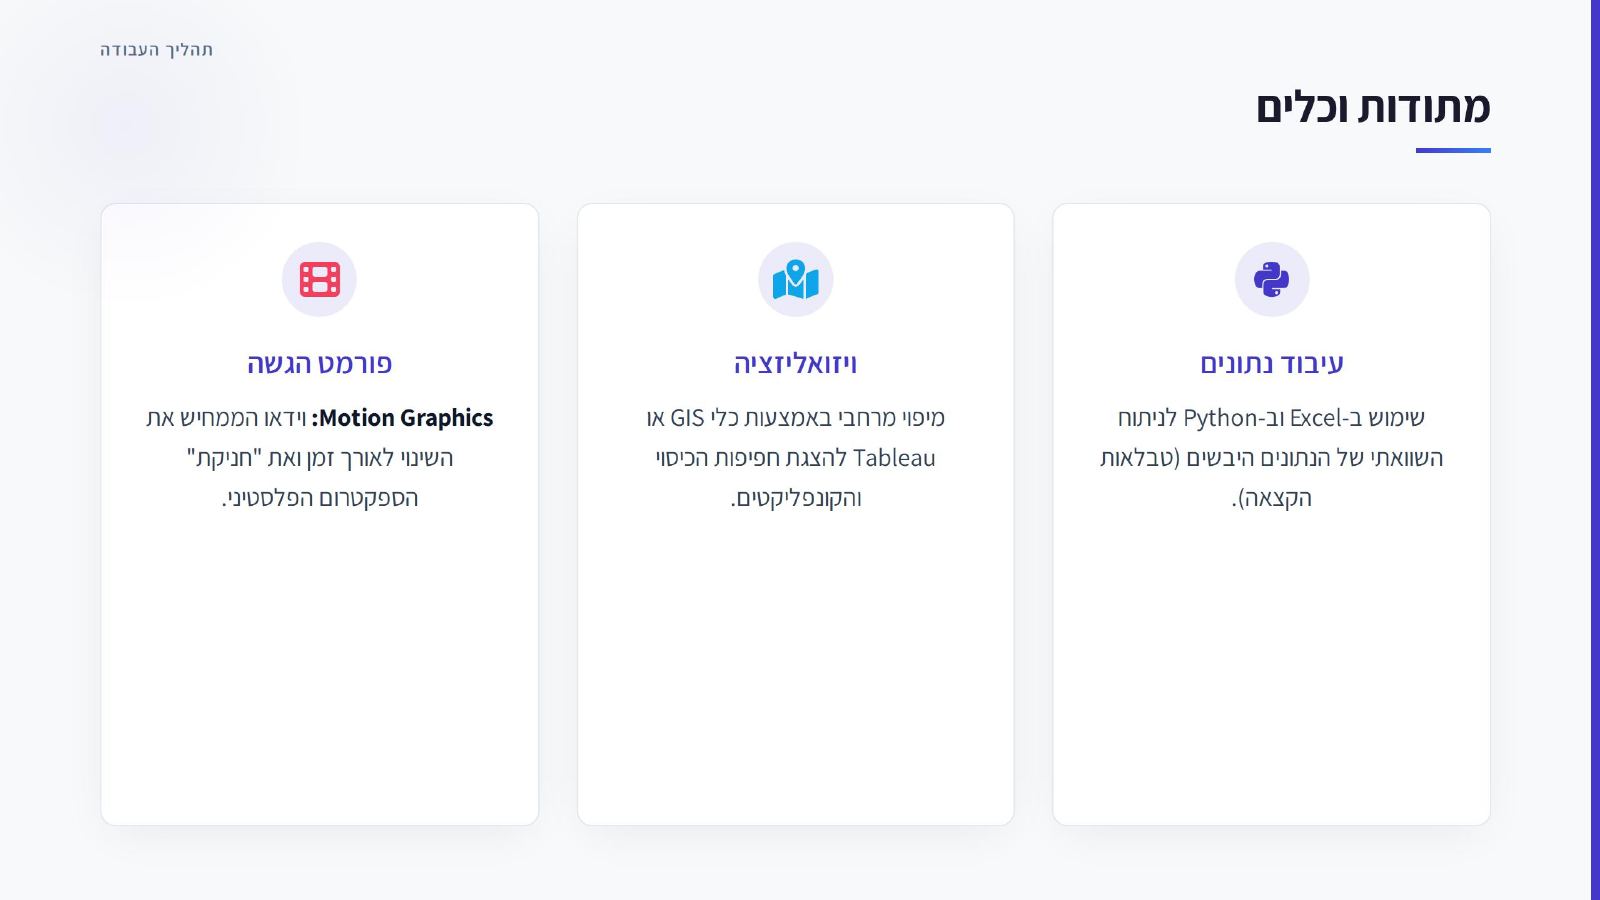 תהליך העבודה
מתודות וכלים
עיבוד נתונים
שימוש ב-Excel וב-Python לניתוח
השוואתי של הנתונים היבשים (טבלאות
הקצאה).
ויזואליזציה
מיפוי מרחבי באמצעות כלי GIS או
Tableau להצגת חפיפות הכיסוי
והקונפליקטים.
פורמט הגשה
Motion Graphics: וידאו הממחיש את
השינוי לאורך זמן ואת "חניקת"
הספקטרום הפלסטיני.